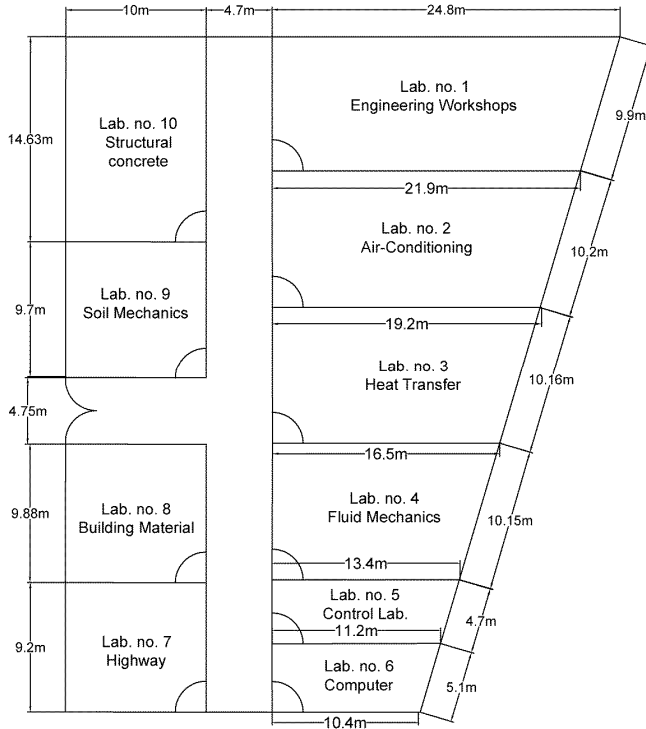 10m
4.7m
24.8m
Lab. no. 1
Engineering Workshops
9.9m
Lab. no. 10
Structural
concrete
14.63m
21.9m
Lab. no. 2
Air-Conditioning
10.2m
Lab. no. 9
Soil Mechanics
9.7m
19.2m
Lab. no. 3
Heat Transfer
10.16m
4.75m
16.5m
Lab. no. 8
Building Material
9.88m
Lab. no. 4
Fluid Mechanics
10.15m
13.4m
Lab. no. 5
Control Lab.
4.7m
11.2m
Lab. no. 7
Highway
9.2m
Lab. no. 6
Computer
5.1m
10.4m